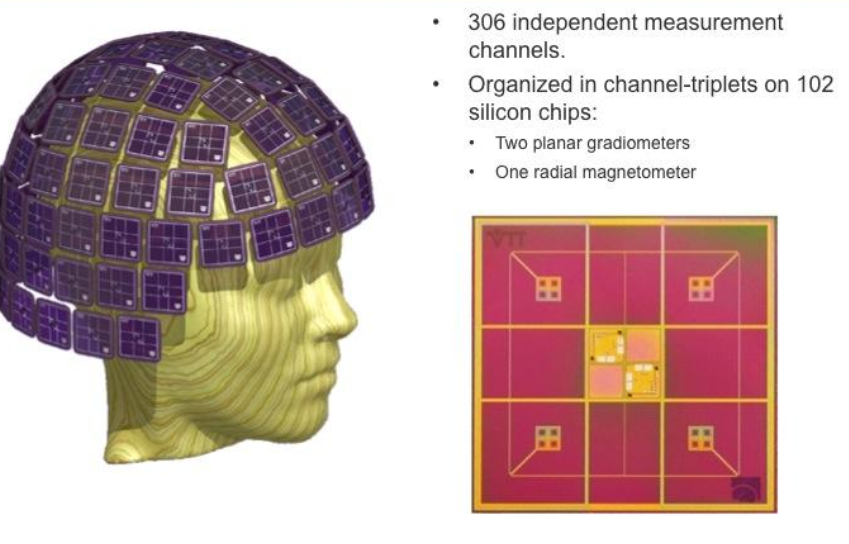 • 306 independent measurement
channels.
• Organized in channel-triplets on 102
silicon chips:
• Two planar gradiometers
• One radial magnetometer
VTT